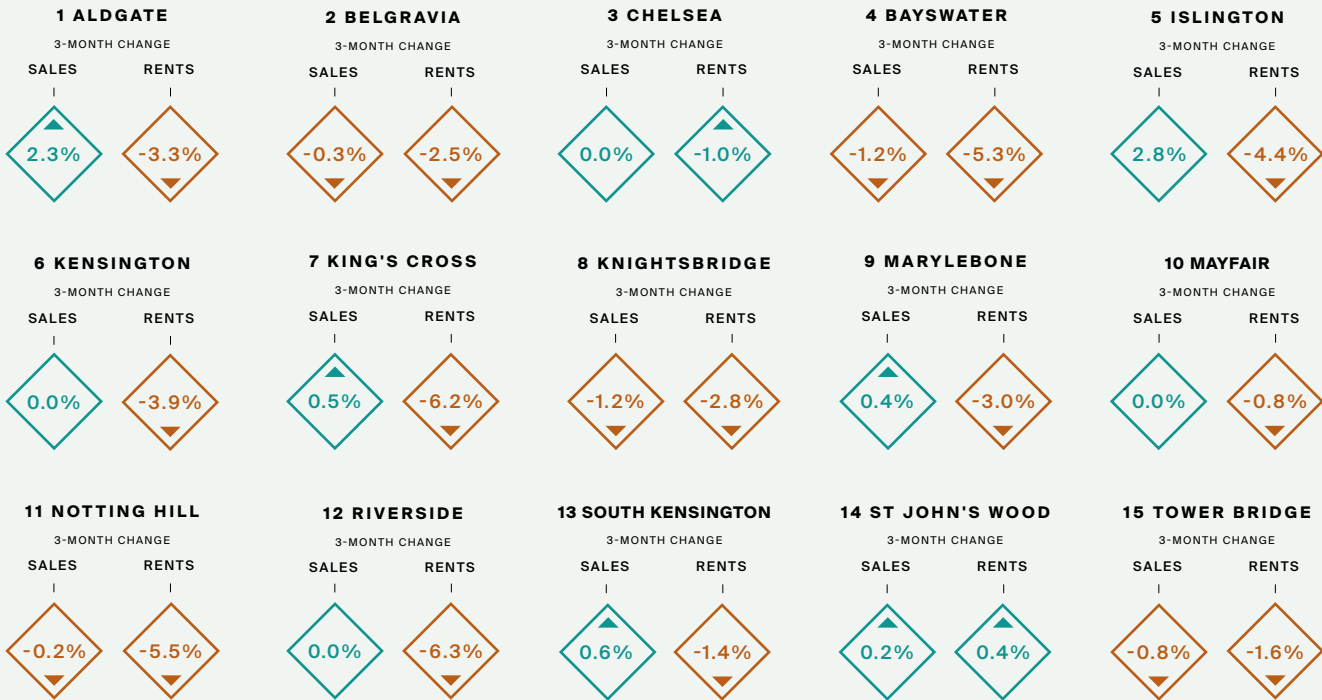 1 ALDGATE
3-MONTH CHANGE
SALES RENTS
2.3% -3.3%
2 BELGRAVIA
3-MONTH CHANGE
SALES RENTS
-0.3% -2.5%
3 CHELSEA
3-MONTH CHANGE
SALES RENTS
0.0% -1.0%
4 BAYSWATER
3-MONTH CHANGE
SALES RENTS
-1.2% -5.3%
5 ISLINGTON
3-MONTH CHANGE
SALES RENTS
2.8% -4.4%
6 KENSINGTON
3-MONTH CHANGE
SALES RENTS
0.0% -3.9%
7 KING'S CROSS
3-MONTH CHANGE
SALES RENTS
0.5% -6.2%
8 KNIGHTSBRIDGE
3-MONTH CHANGE
SALES RENTS
-1.2% -2.8%
9 MARYLEBONE
3-MONTH CHANGE
SALES RENTS
0.4% -3.0%
10 MAYFAIR
3-MONTH CHANGE
SALES RENTS
0.0% -0.8%
11 NOTTING HILL
3-MONTH CHANGE
SALES RENTS
-0.2% -5.5%
12 RIVERSIDE
3-MONTH CHANGE
SALES RENTS
0.0% -6.3%
13 SOUTH KENSINGTON
3-MONTH CHANGE
SALES RENTS
0.6% -1.4%
14 ST JOHN'S WOOD
3-MONTH CHANGE
SALES RENTS
0.2% 0.4%
15 TOWER BRIDGE
3-MONTH CHANGE
SALES RENTS
-0.8% -1.6%